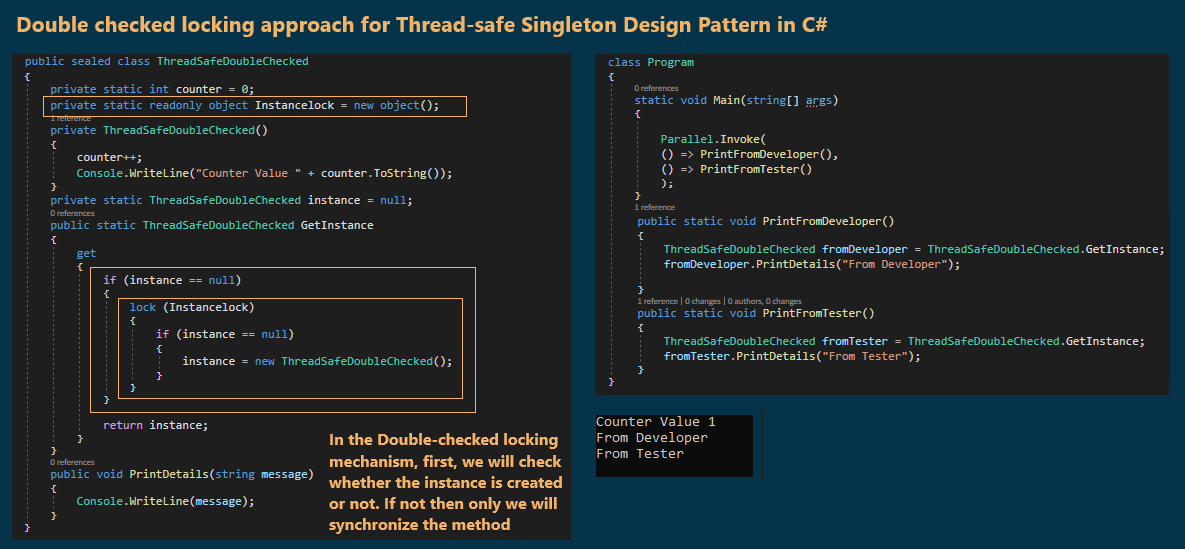 Double checked locking approach for Thread-safe Singleton Design Pattern in C#
public sealed class ThreadSafeDoubleChecked
{
private static int counter = 0;
private static readonly object Instancelock = new object();
1 reference
private ThreadSafeDoubleChecked()
{
counter++;
Console.WriteLine("Counter Value " + counter.ToString());
}
private static ThreadSafeDoubleChecked instance = null;
0 references
public static ThreadSafeDoubleChecked GetInstance
{
get
{
if (instance == null)
{
lock (Instancelock)
{
if (instance == null)
{
instance = new ThreadSafeDoubleChecked();
}
}
}
return instance;
}
}
0 references
public void PrintDetails(string message)
{
Console.WriteLine(message);
}
}
In the Double-checked locking
mechanism, first, we will check
whether the instance is created
or not. If not then only we will
synchronize the method
class Program
{
0 references
static void Main(string[] args)
{
Parallel.Invoke(
() => PrintFromDeveloper(),
() => PrintFromTester()
);
}
1 reference
public static void PrintFromDeveloper()
{
ThreadSafeDoubleChecked fromDeveloper = ThreadSafeDoubleChecked.GetInstance;
fromDeveloper.PrintDetails("From Developer");
}
1 reference | 0 changes | 0 authors, 0 changes
public static void PrintFromTester()
{
ThreadSafeDoubleChecked fromTester = ThreadSafeDoubleChecked.GetInstance;
fromTester.PrintDetails("From Tester");
}
}
Counter Value 1
From Developer
From Tester